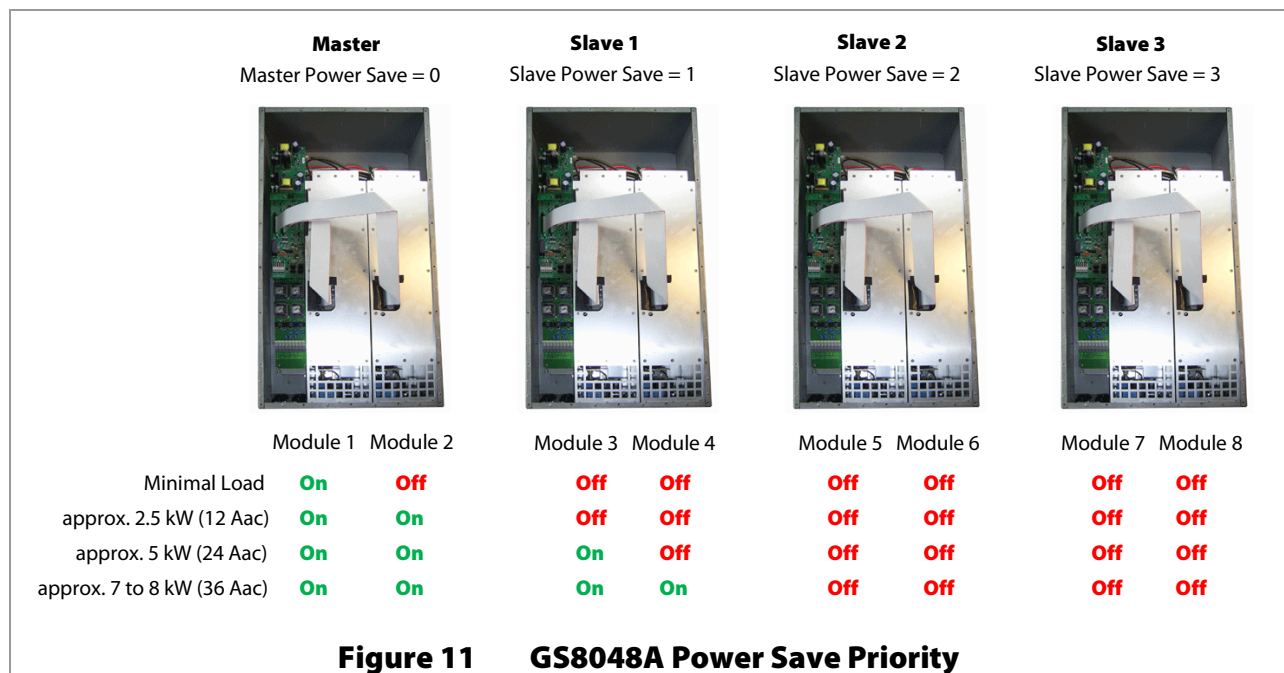 Master Slave 1 Slave 2 Slave 3
Master Power Save = 0 Slave Power Save = 1 Slave Power Save = 2 Slave Power Save = 3
Module 1 Module 2 Module 3 Module 4 Module 5 Module 6 Module 7 Module 8
Minimal Load On Off Off Off Off Off Off Off
approx. 2.5 kW (12 Aac) On On Off Off Off Off Off Off
approx. 5 kW (24 Aac) On On On Off Off Off Off Off
approx. 7 to 8 kW (36 Aac) On On On On Off Off Off Off
Figure 11 GS8048A Power Save Priority